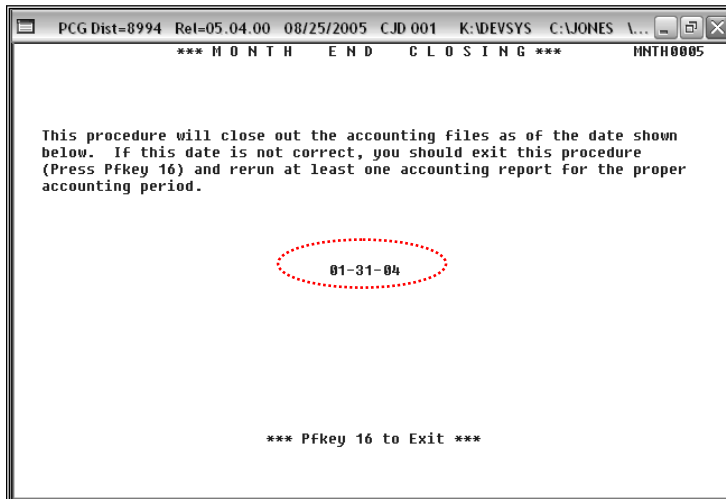 PCG Dist=8994 Rel=05.04.00 08/25/2005 CJD 001 K:\DEVSYS C:\JONES \...
*** M O N T H E N D C L O S I N G *** MNTH0005
This procedure will close out the accounting files as of the date shown
below. If this date is not correct, you should exit this procedure
(Press Pfkey 16) and rerun at least one accounting report for the proper
accounting period.
01-31-04
*** Pfkey 16 to Exit ***